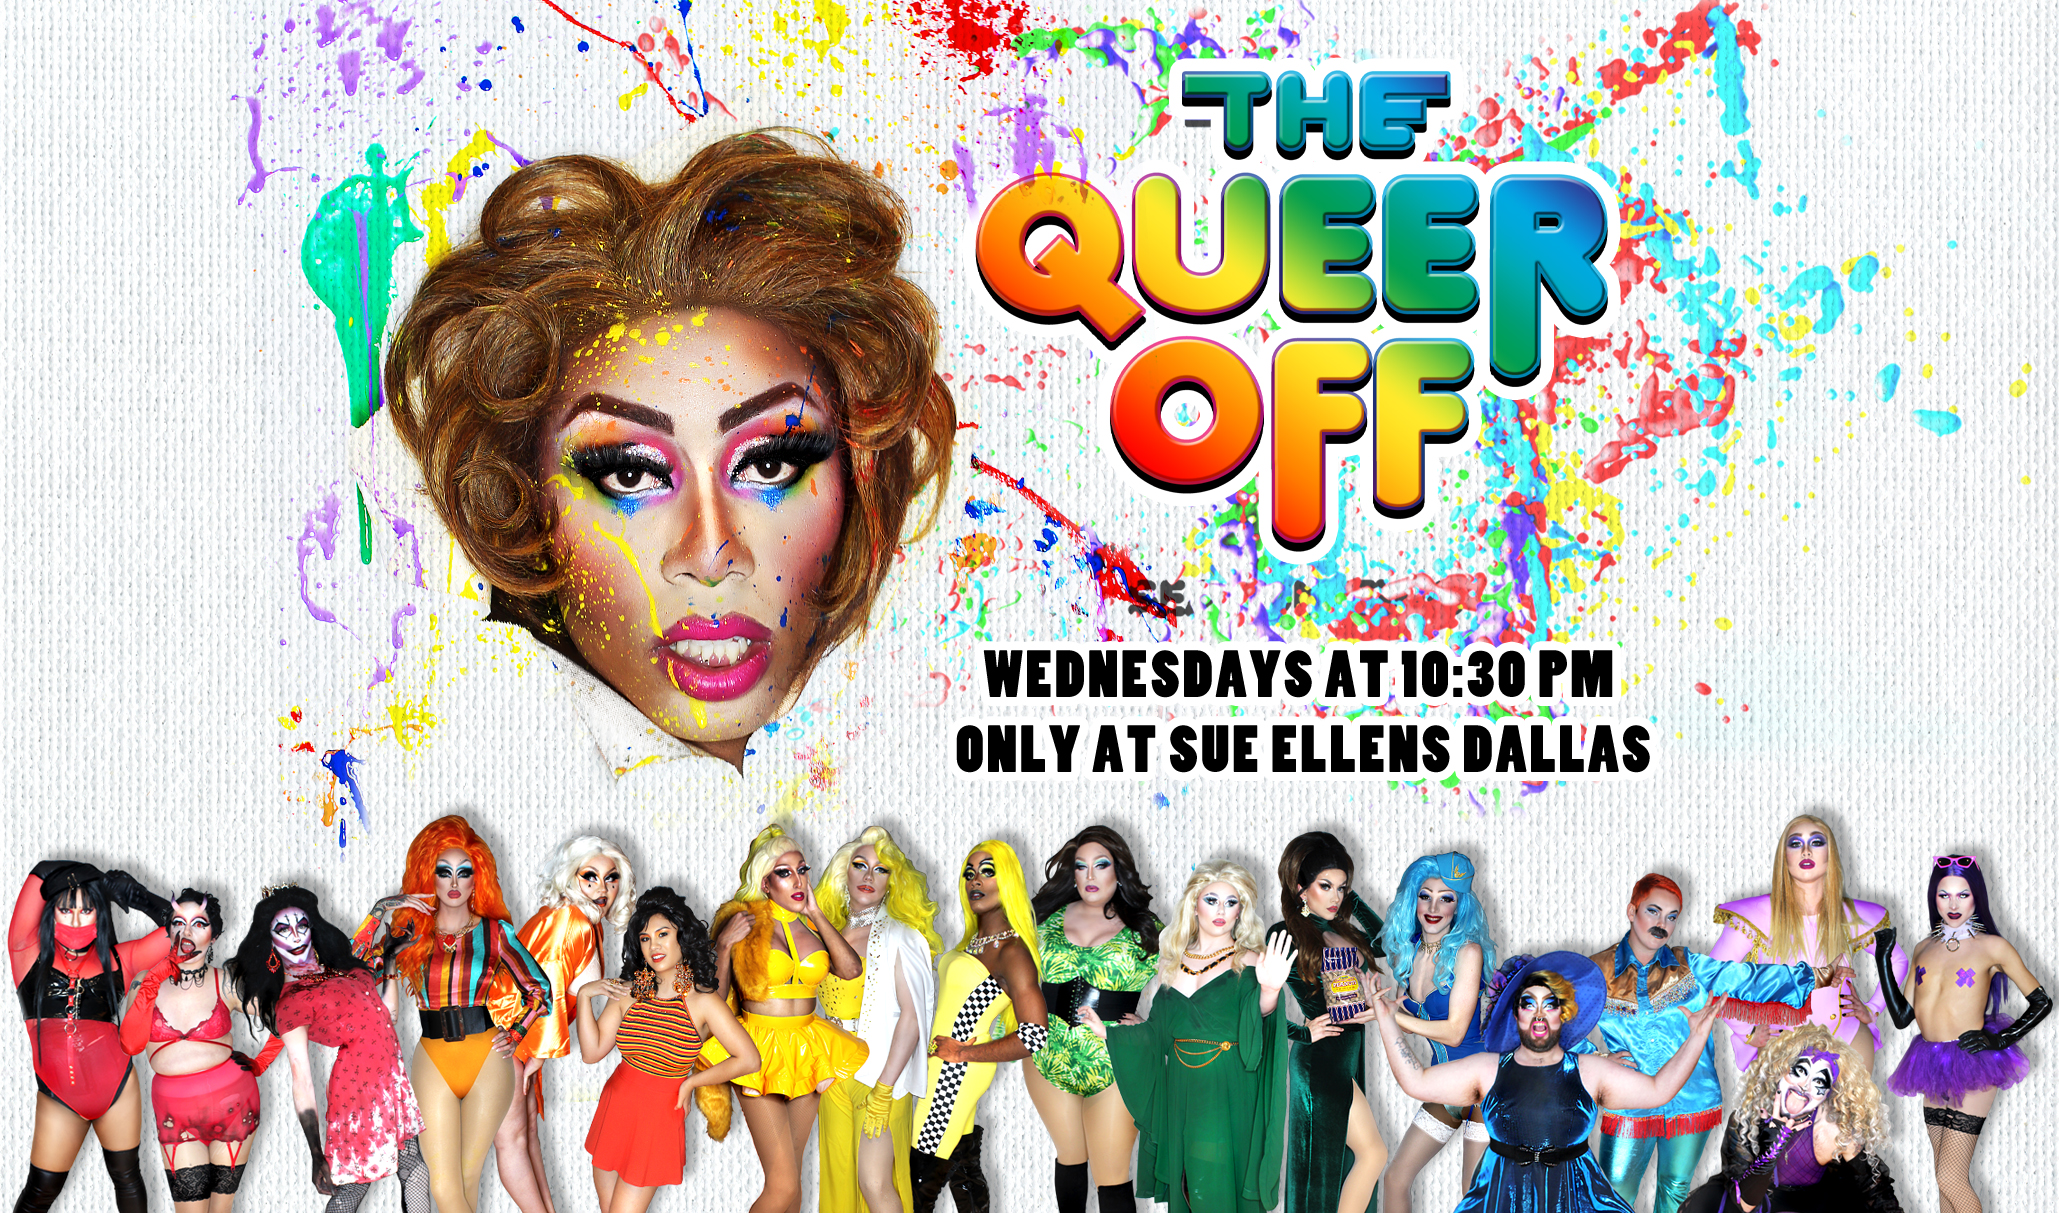 THE
QUEER
OFF
WEDNESDAYS AT 10:30 PM
ONLY AT SUE ELLENS DALLAS